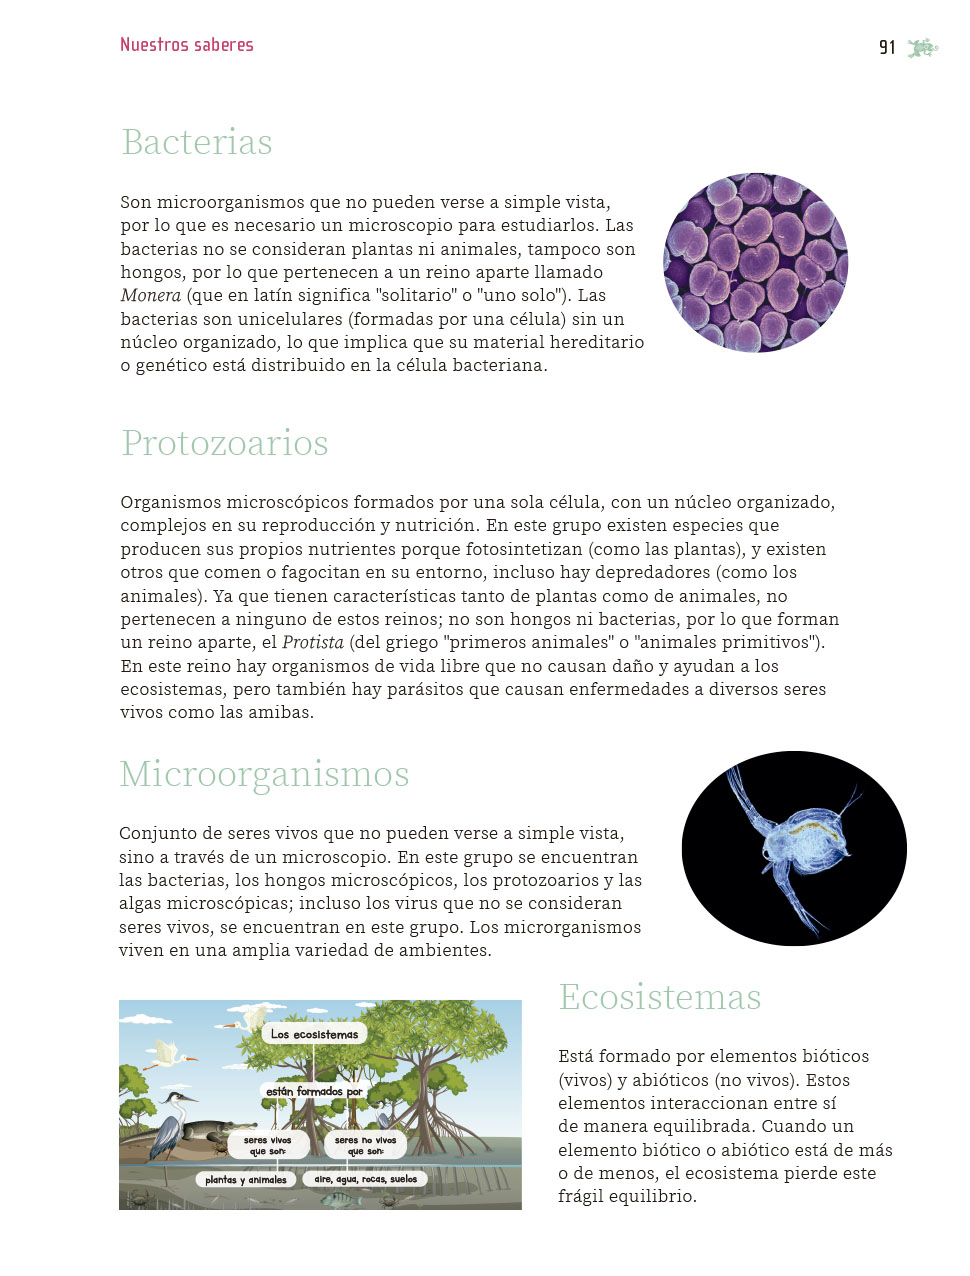 Nuestros saberes
91
Bacterias
Son microorganismos que no pueden verse a simple vista,
por lo que es necesario un microscopio para estudiarlos. Las
bacterias no se consideran plantas ni animales, tampoco son
hongos, por lo que pertenecen a un reino aparte llamado
Monera (que en latín significa "solitario" o "uno solo"). Las
bacterias son unicelulares (formadas por una célula) sin un
núcleo organizado, lo que implica que su material hereditario
o genético está distribuido en la célula bacteriana.
Protozoarios
Organismos microscópicos formados por una sola célula, con un núcleo organizado,
complejos en su reproducción y nutrición. En este grupo existen especies que
producen sus propios nutrientes porque fotosintetizan (como las plantas), y existen
otros que comen o fagocitan en su entorno, incluso hay depredadores (como los
animales). Ya que tienen características tanto de plantas como de animales, no
pertenecen a ninguno de estos reinos; no son hongos ni bacterias, por lo que forman
un reino aparte, el Protista (del griego "primeros animales" o "animales primitivos").
En este reino hay organismos de vida libre que no causan daño y ayudan a los
ecosistemas, pero también hay parásitos que causan enfermedades a diversos seres
vivos como las amibas.
Microorganismos
Conjunto de seres vivos que no pueden verse a simple vista,
sino a través de un microscopio. En este grupo se encuentran
las bacterias, los hongos microscópicos, los protozoarios y las
algas microscópicas; incluso los virus que no se consideran
seres vivos, se encuentran en este grupo. Los microrganismos
viven en una amplia variedad de ambientes.
Los ecosistemas
están formados por
seres vivos
que son:
seres no vivos
que son:
plantas y animales
aire, agua, rocas, suelos
Ecosistemas
Está formado por elementos bióticos
(vivos) y abióticos (no vivos). Estos
elementos interaccionan entre sí
de manera equilibrada. Cuando un
elemento biótico o abiótico está de más
o de menos, el ecosistema pierde este
frágil equilibrio.